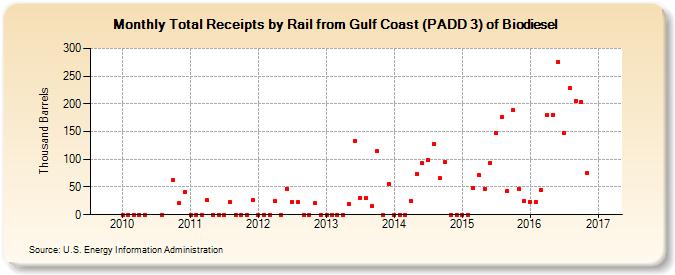 Monthly Total Receipts by Rail from Gulf Coast (PADD 3) of Biodiesel
Thousand Barrels
300
250
200
150
100
50
0
2010 2011 2012 2013 2014 2015 2016 2017
Source: U.S. Energy Information Administration